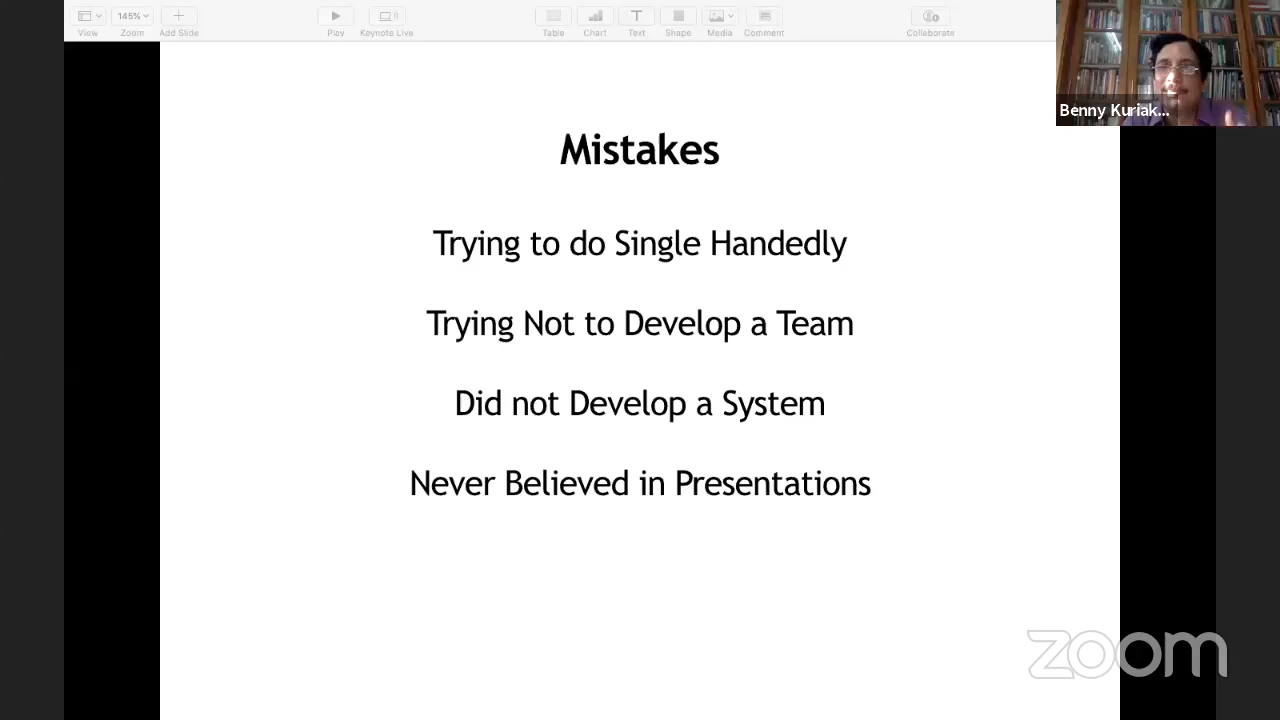 View
145%
Zoom
Add Slide
Play
Keynote Live
Table
Chart
Text
Shape
Media
Comment
Collaborate
Benny Kuriak...
Mistakes
Trying to do Single Handedly
Trying Not to Develop a Team
Did not Develop a System
Never Believed in Presentations
zoom